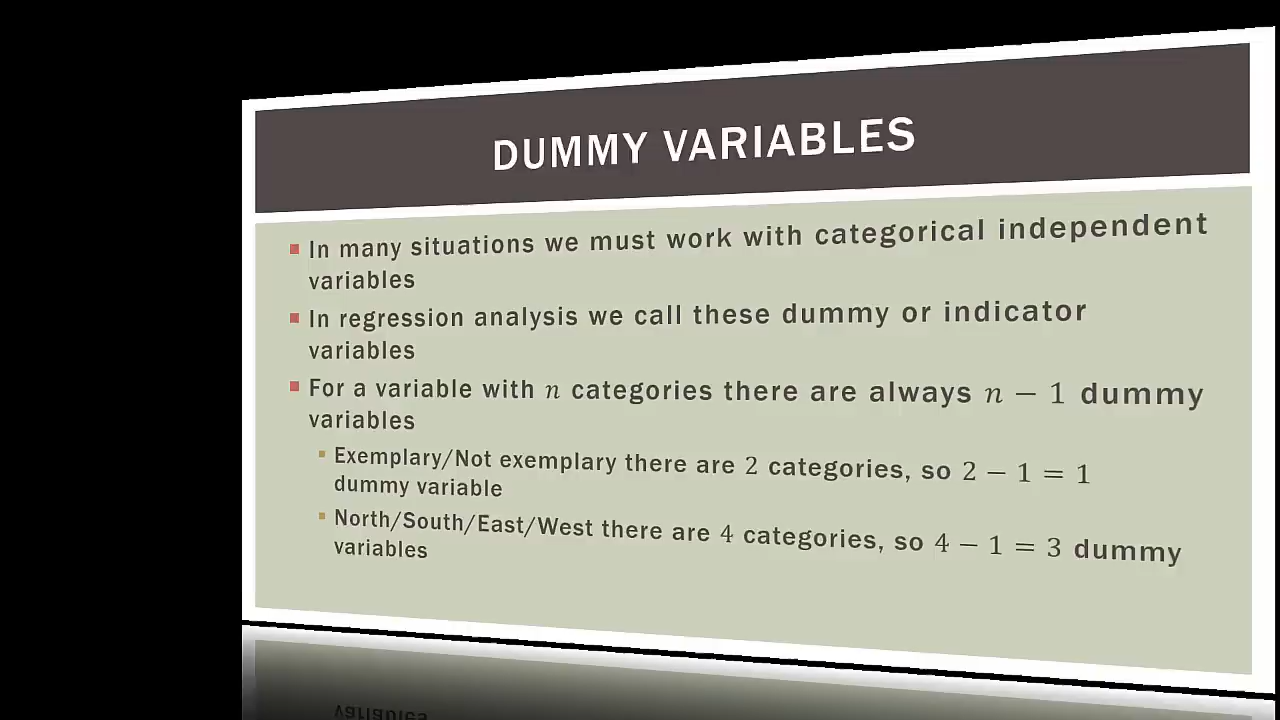 DUMMY VARIABLES
In many situations we must work with categorical independent
variables
In regression analysis we call these dummy or indicator
variables
For a variable with n categories there are always n − 1 dummy
variables
Exemplary/Not exemplary there are 2 categories, so 2 − 1 = 1
dummy variable
North/South/East/West there are 4 categories, so 4 − 1 = 3 dummy
variables